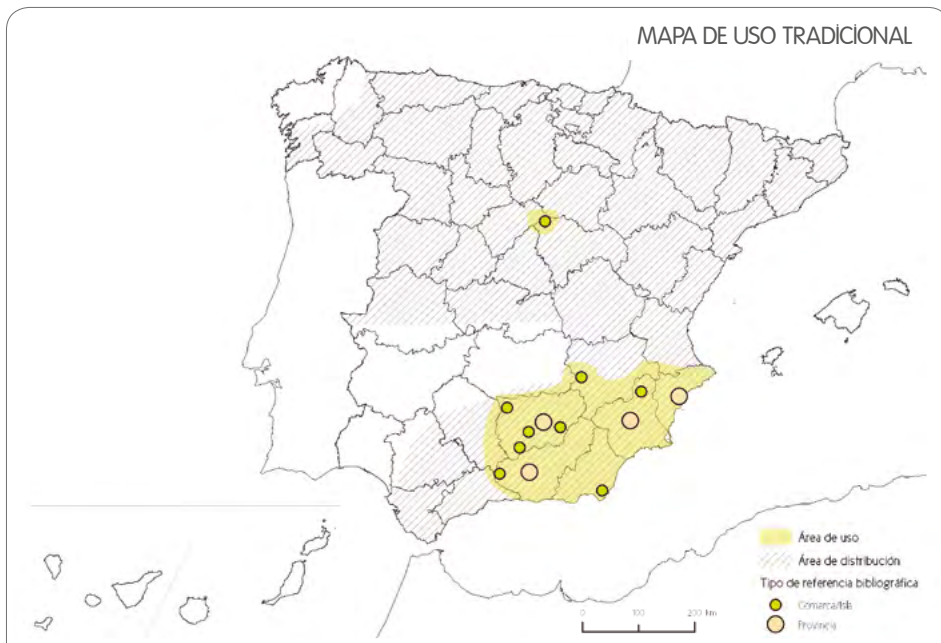 MAPA DE USO TRADICIONAL
Área de uso
Área de distribución
Tipo de referencia bibliográfica
0 100 200 km
Comarca/Isla
Provincia